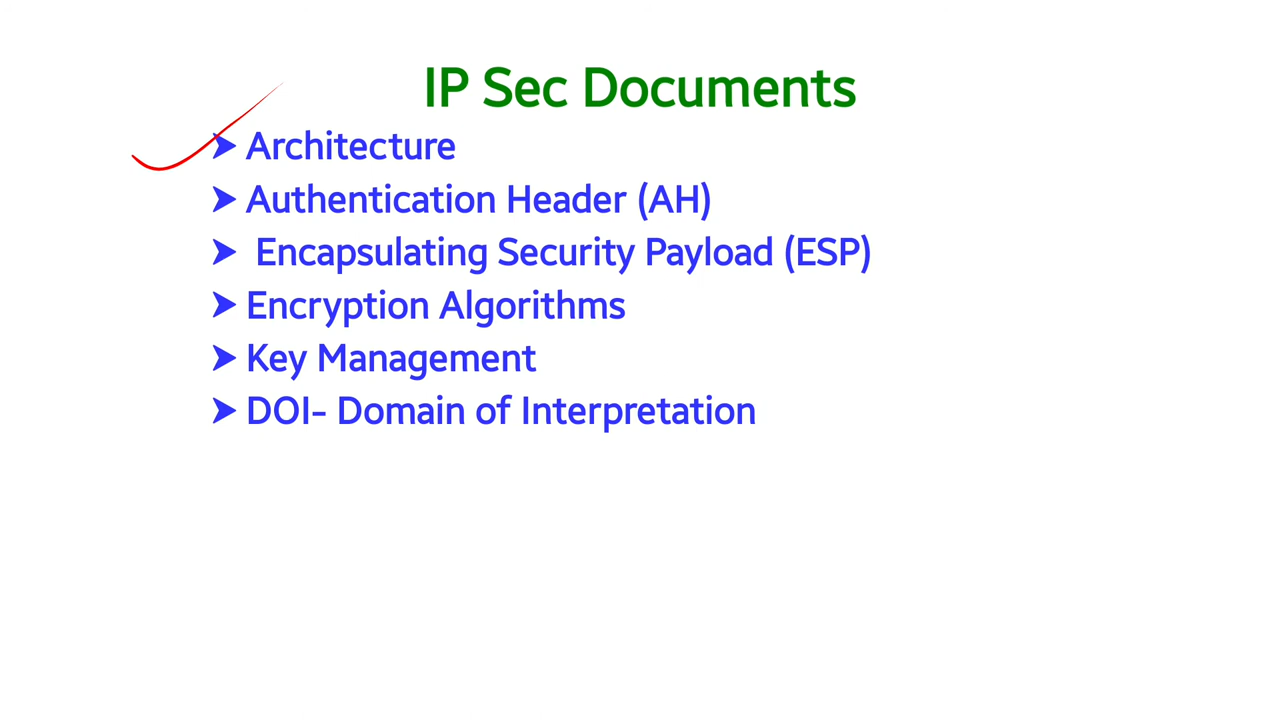 IP Sec Documents
➤ Architecture
➤ Authentication Header (AH)
➤ Encapsulating Security Payload (ESP)
➤ Encryption Algorithms
➤ Key Management
➤ DOI- Domain of Interpretation